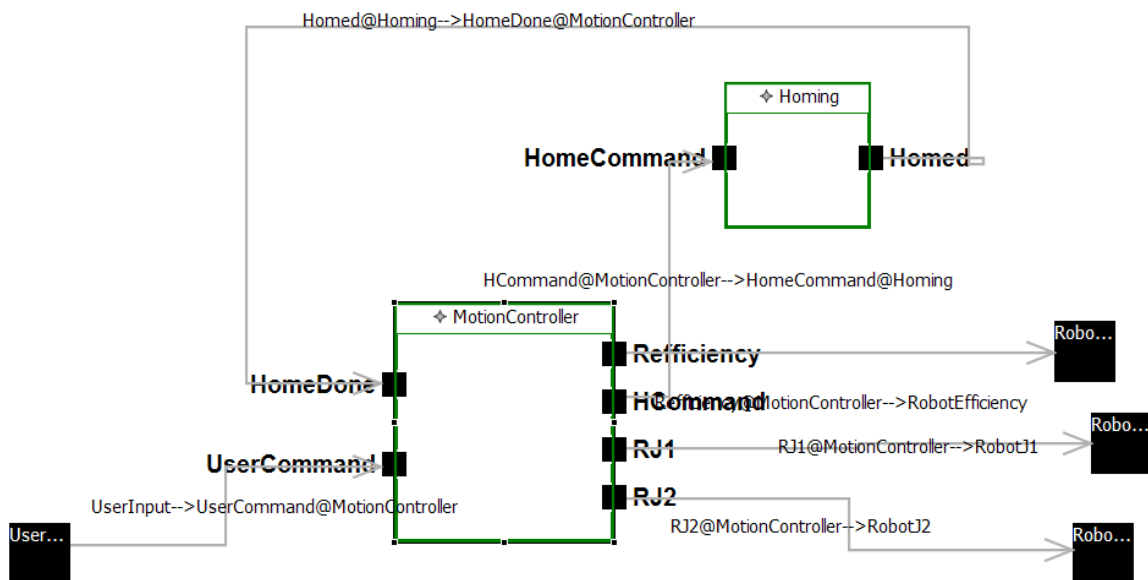 Homed@Homing-->HomeDone@MotionController
Homing
HomeCommand
Homed
HCommand@MotionController-->HomeCommand@Homing
MotionController
Refficiency
Robo...
HomeDone
HCommand
Refficiency@MotionController-->RobotEfficiency
RJ1
RJ1@MotionController-->RobotJ1
Robo...
UserCommand
RJ2
UserInput-->UserCommand@MotionController
RJ2@MotionController-->RobotJ2
User...
Robo...